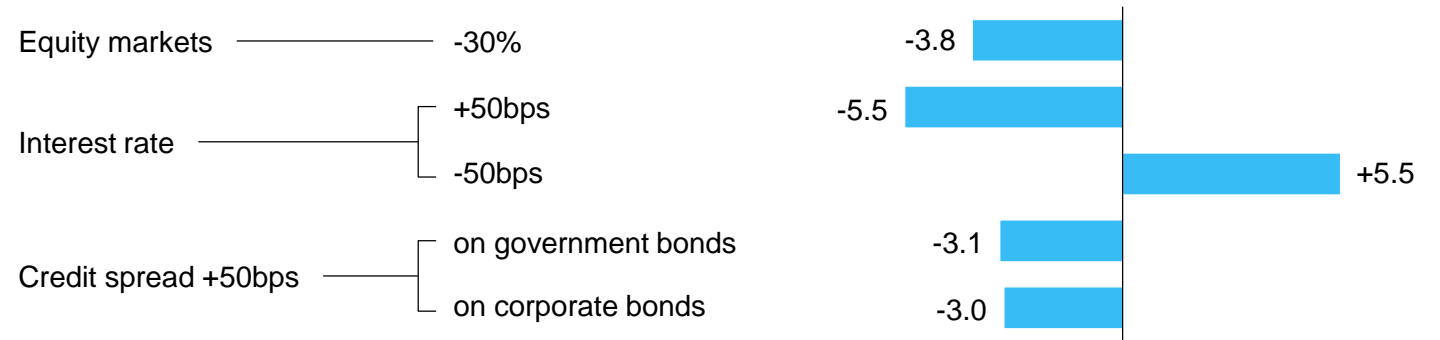 Equity markets -30% -3.8
+50bps -5.5
Interest rate
-50bps +5.5
on government bonds -3.1
Credit spread +50bps
on corporate bonds -3.0